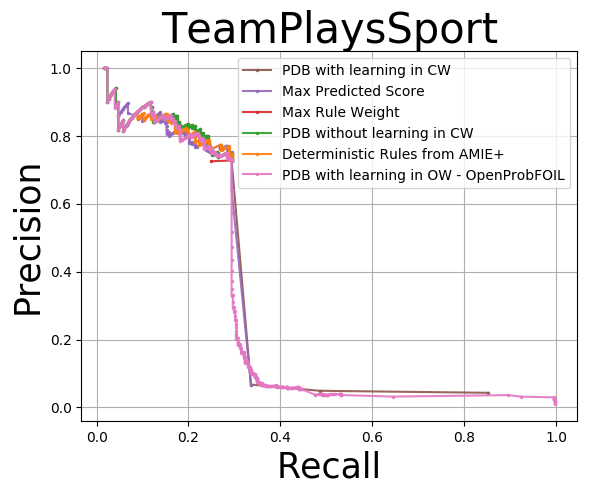 TeamPlaysSport
PDB with learning in CW
Max Predicted Score
Max Rule Weight
PDB without learning in CW
Deterministic Rules from AMIE+
PDB with learning in OW - OpenProbFOIL
Precision
1.0
0.8
0.6
0.4
0.2
0.0
0.0 0.2 0.4 0.6 0.8 1.0
Recall